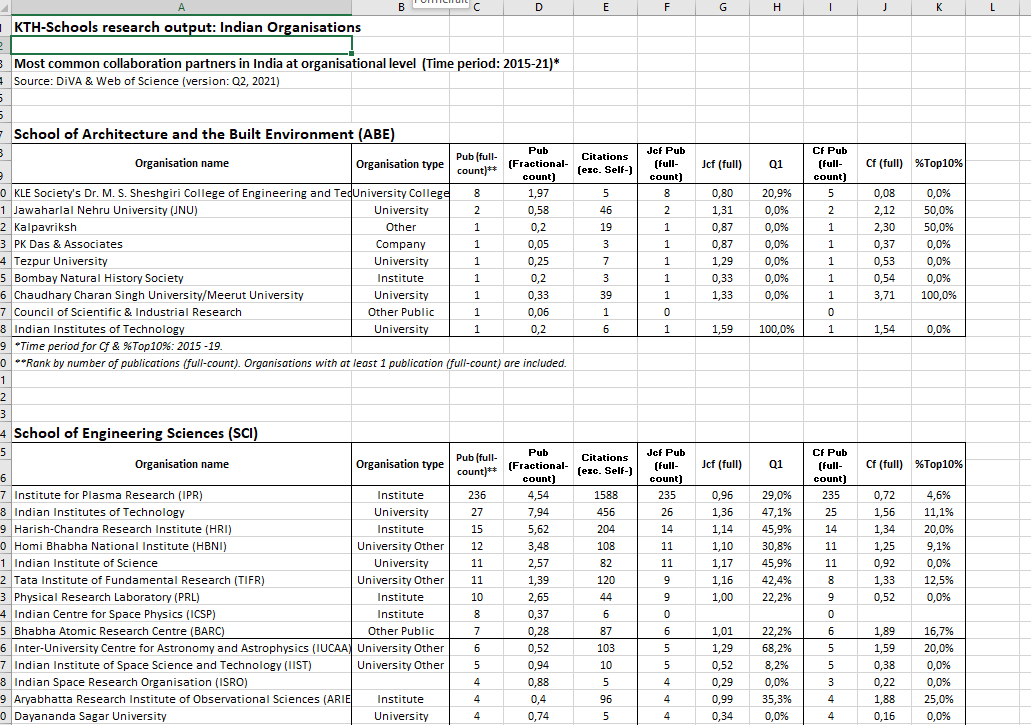 A B C D E F G H I J K L
KTH-Schools research output: Indian Organisations
Most common collaboration partners in India at organisational level (Time period: 2015-21)*
Source: DiVA & Web of Science (version: Q2, 2021)
School of Architecture and the Built Environment (ABE)
Organisation name Organisation type Pub (full-count)** Pub (Fractional-count) Citations (exc. Self-) Jcf Pub (full-count) Jcf (full) Q1 Cf Pub (full-count) Cf (full) %Top10%
KLE Society's Dr. M. S. Sheshgiri College of Engineering and Tec University College 8 1,97 5 8 0,80 20,9% 5 0,08 0,0%
Jawaharlal Nehru University (JNU) University 2 0,58 46 2 1,31 0,0% 2 2,12 50,0%
Kalpavriksh Other 1 0,2 19 1 0,87 0,0% 1 2,30 50,0%
PK Das & Associates Company 1 0,05 3 1 0,87 0,0% 1 0,37 0,0%
Tezpur University University 1 0,25 7 1 1,29 0,0% 1 0,53 0,0%
Bombay Natural History Society Institute 1 0,2 3 1 0,33 0,0% 1 0,54 0,0%
Chaudhary Charan Singh University/Meerut University University 1 0,33 39 1 1,33 0,0% 1 3,71 100,0%
Council of Scientific & Industrial Research Other Public 1 0,06 1 0 0
Indian Institutes of Technology University 1 0,2 6 1 1,59 100,0% 1 1,54 0,0%
*Time period for Cf & %Top10%: 2015 -19.
**Rank by number of publications (full-count). Organisations with at least 1 publication (full-count) are included.
School of Engineering Sciences (SCI)
Organisation name Organisation type Pub (full-count)** Pub (Fractional-count) Citations (exc. Self-) Jcf Pub (full-count) Jcf (full) Q1 Cf Pub (full-count) Cf (full) %Top10%
Institute for Plasma Research (IPR) Institute 236 4,54 1588 235 0,96 29,0% 235 0,72 4,6%
Indian Institutes of Technology University 27 7,94 456 26 1,36 47,1% 25 1,56 11,1%
Harish-Chandra Research Institute (HRI) Institute 15 5,62 204 14 1,14 45,9% 14 1,34 20,0%
Homi Bhabha National Institute (HBNI) University Other 12 3,48 108 11 1,10 30,8% 11 1,25 9,1%
Indian Institute of Science University 11 2,57 82 11 1,17 45,9% 11 0,92 0,0%
Tata Institute of Fundamental Research (TIFR) University Other 11 1,39 120 9 1,16 42,4% 8 1,33 12,5%
Physical Research Laboratory (PRL) Institute 10 2,65 44 9 1,00 22,2% 9 0,52 0,0%
Indian Centre for Space Physics (ICSP) Institute 8 0,37 6 0 0
Bhabha Atomic Research Centre (BARC) Other Public 7 0,28 87 6 1,01 22,2% 6 1,89 16,7%
Inter-University Centre for Astronomy and Astrophysics (IUCAA) University Other 6 0,52 103 5 1,29 68,2% 5 1,59 20,0%
Indian Institute of Space Science and Technology (IIST) University Other 5 0,94 10 5 0,52 8,2% 5 0,38 0,0%
Indian Space Research Organisation (ISRO) 4 0,88 5 4 0,29 0,0% 3 0,22 0,0%
Aryabhatta Research Institute of Observational Sciences (ARIE Institute 4 0,4 96 4 0,99 35,3% 4 1,88 25,0%
Dayananda Sagar University University 4 0,74 5 4 0,34 0,0% 4 0,16 0,0%